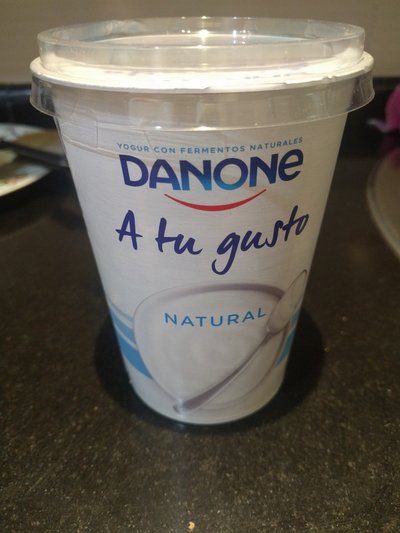 YOGUR CON FERMENTOS NATURALES
DANONE
A tu gusto
NATURAL